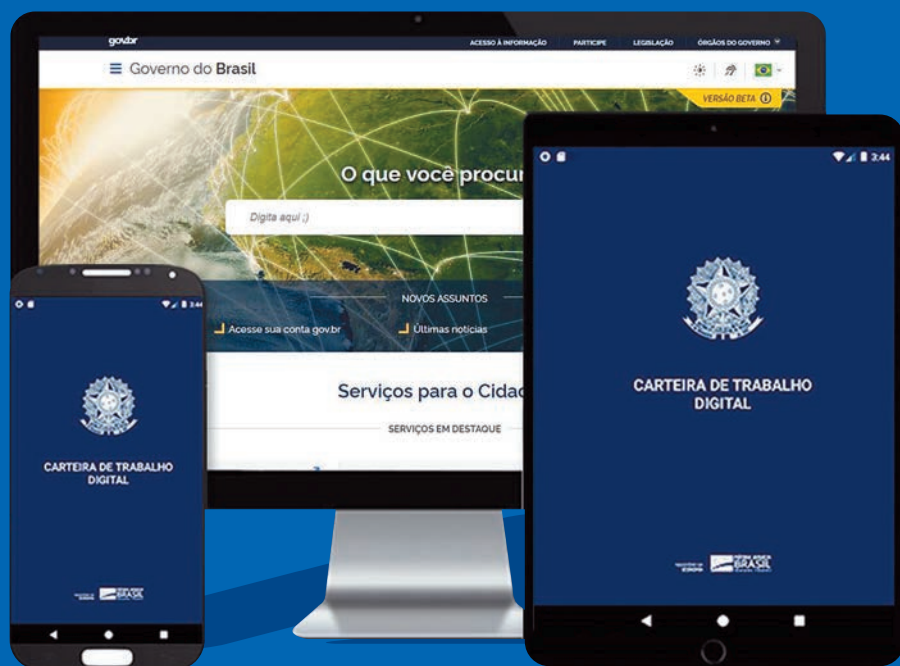 gov.br
ACESSO À INFORMAÇÃO PARTICIPE LEGISLAÇÃO ÓRGÃOS DO GOVERNO
Governo do Brasil
VERSÃO BETA
O que você procur
Digita aqui ;)
NOVOS ASSUNTOS
Acesse sua conta gov.br Últimas notícias
Serviços para o Cidad
SERVIÇOS EM DESTAQUE
3:44
CARTEIRA DE TRABALHO
DIGITAL
BRASIL
3:44
CARTEIRA DE TRABALHO
DIGITAL
BRASIL